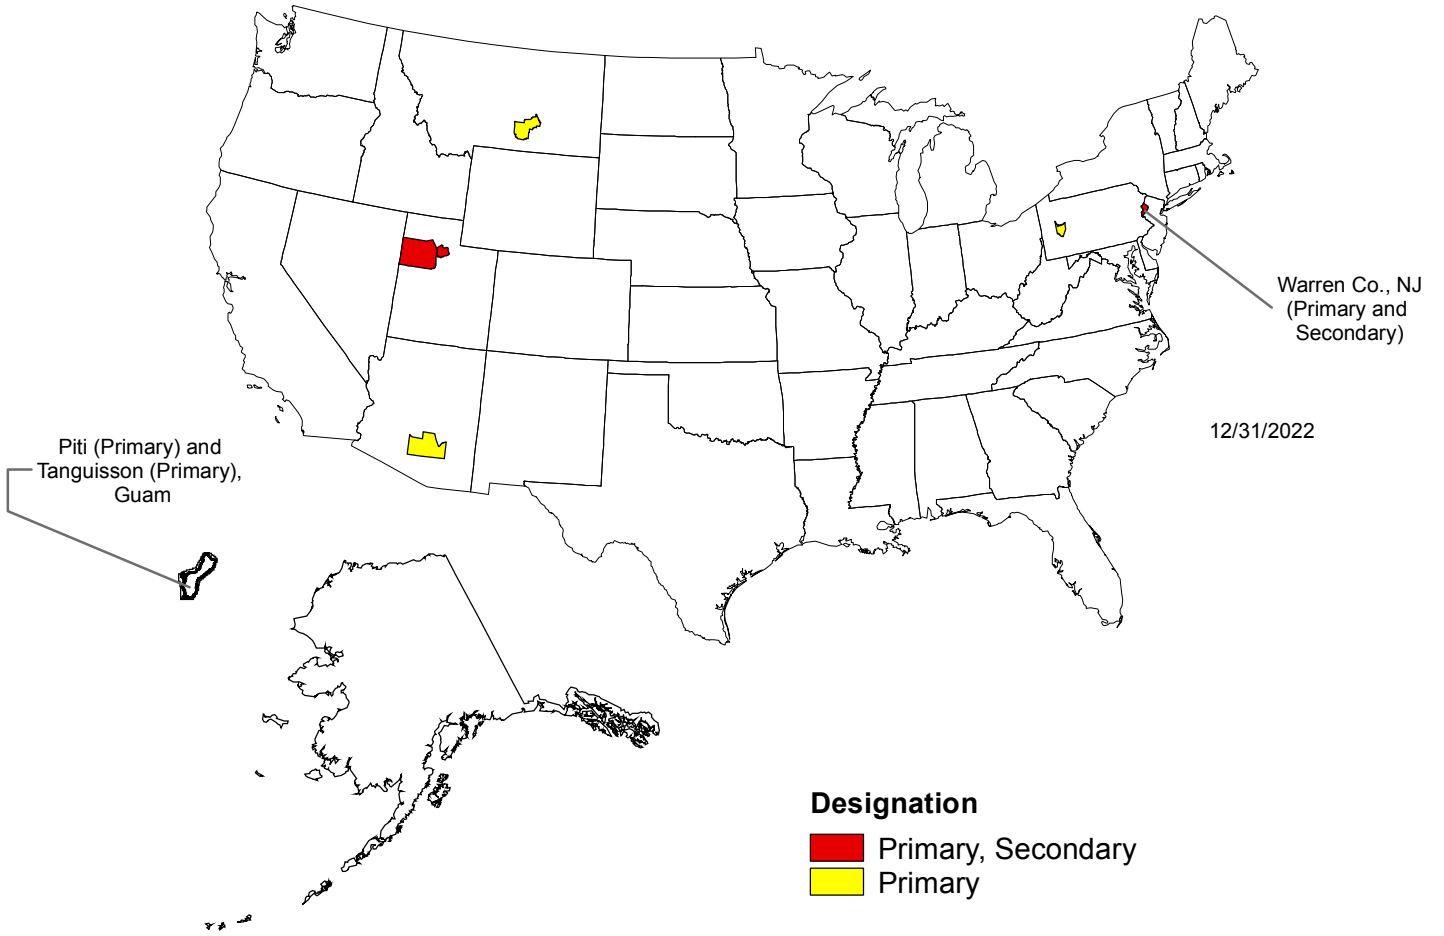 Warren Co., NJ
(Primary and
Secondary)
12/31/2022
Piti (Primary) and
Tanguisson (Primary),
Guam
Designation
Primary, Secondary
Primary